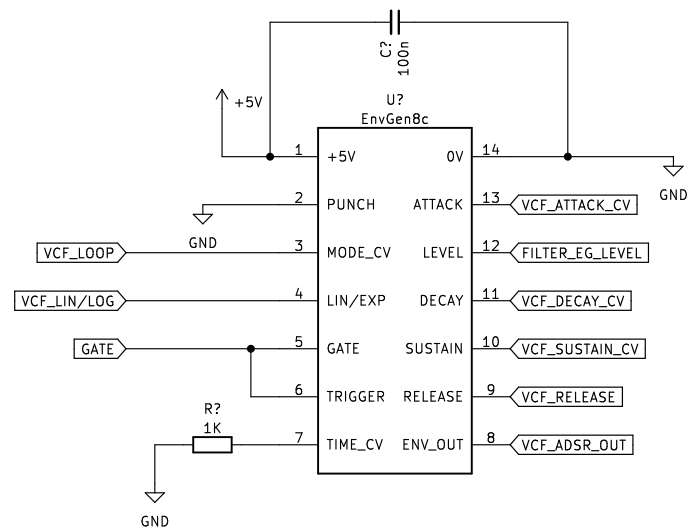 C?
100n
+5V
U?
EnvGen8c
1 +5V 0V 14
GND
2 PUNCH ATTACK 13 VCF_ATTACK_CV
GND
VCF_LOOP 3 MODE_CV LEVEL 12 FILTER_EG_LEVEL
VCF_LIN/LOG 4 LIN/EXP DECAY 11 VCF_DECAY_CV
GATE 5 GATE SUSTAIN 10 VCF_SUSTAIN_CV
6 TRIGGER RELEASE 9 VCF_RELEASE
R?
1K
7 TIME_CV ENV_OUT 8 VCF_ADSR_OUT
GND